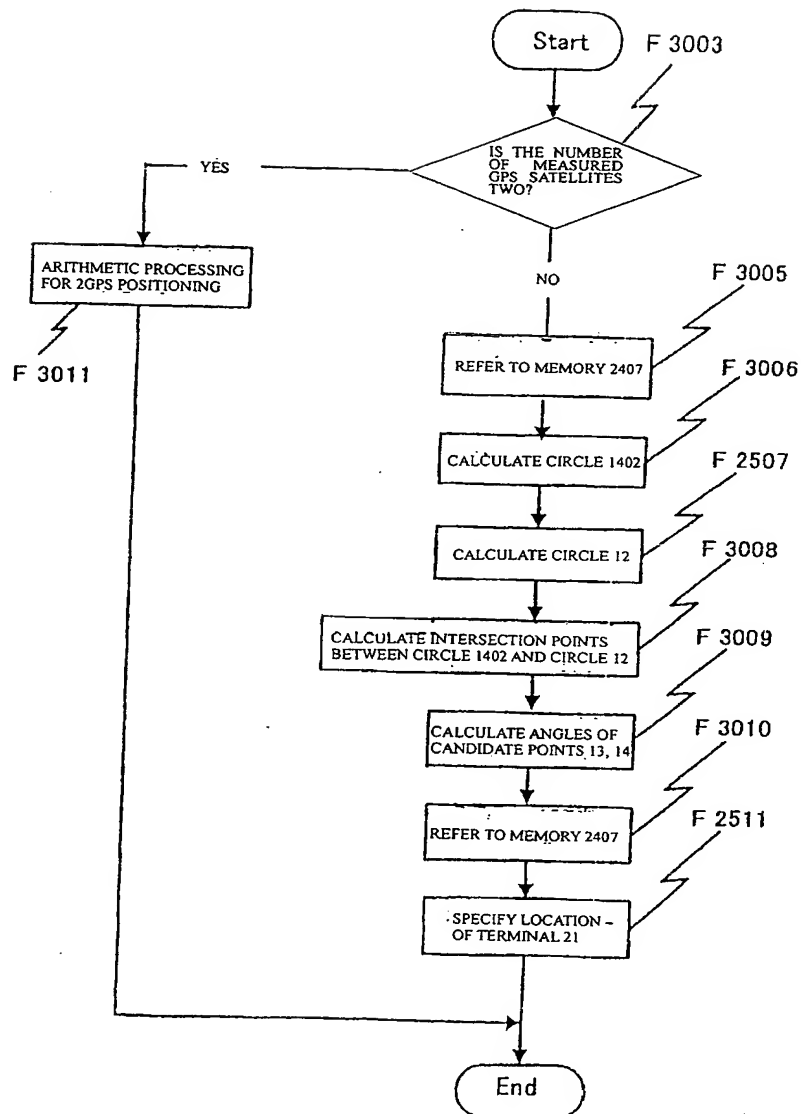 Start
F 3003
IS THE NUMBER
OF MEASURED
GPS SATELLITES
TWO?
YES
ARITHMETIC PROCESSING
FOR 2GPS POSITIONING
F 3011
NO
F 3005
REFER TO MEMORY 2407
F 3006
CALCULATE CIRCLE 1402
F 2507
CALCULATE CIRCLE 12
F 3008
CALCULATE INTERSECTION POINTS
BETWEEN CIRCLE 1402 AND CIRCLE 12
F 3009
CALCULATE ANGLES OF
CANDIDATE POINTS 13, 14
F 3010
REFER TO MEMORY 2407
F 2511
SPECIFY LOCATION -
OF TERMINAL 21
End